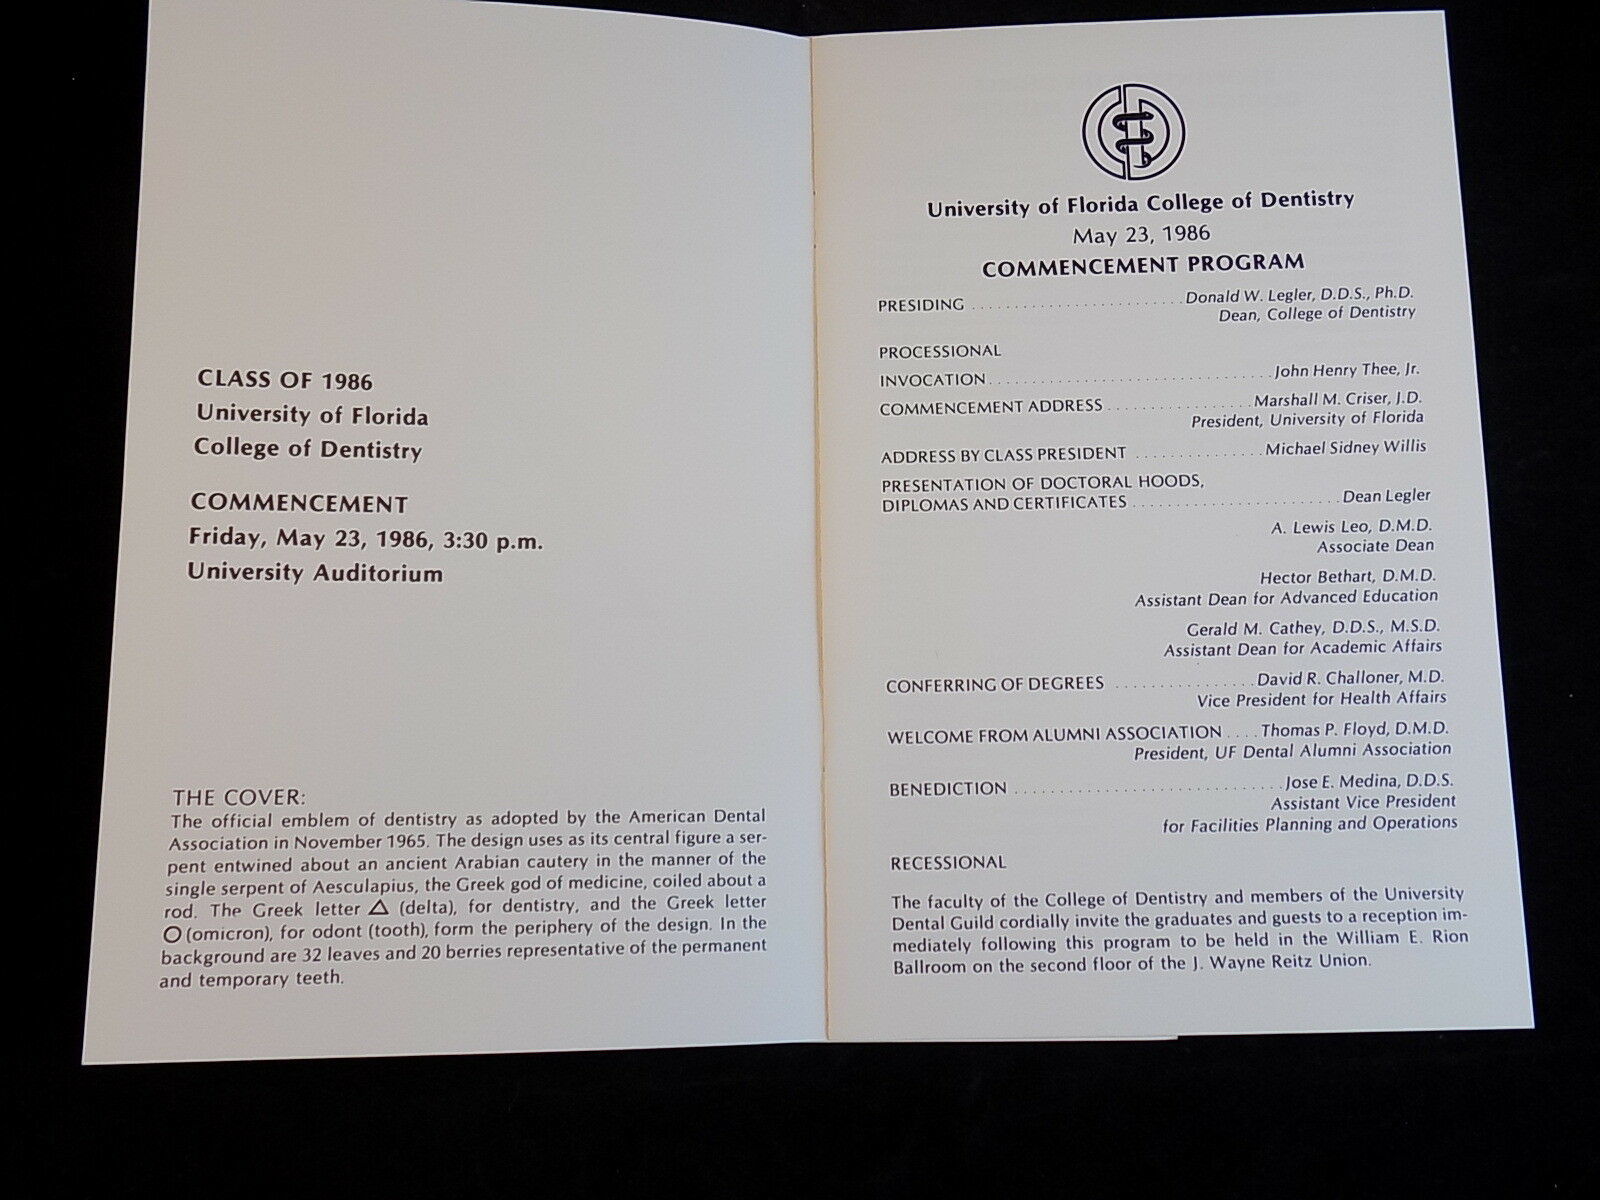 CLASS OF 1986
University of Florida
College of Dentistry
COMMENCEMENT
Friday, May 23, 1986, 3:30 p.m.
University Auditorium
THE COVER:
The official emblem of dentistry as adopted by the American Dental
Association in November 1965. The design uses as its central figure a ser-
pent entwined about an ancient Arabian cautery in the manner of the
single serpent of Aesculapius, the Greek god of medicine, coiled about a
rod. The Greek letter Δ (delta), for dentistry, and the Greek letter
Ο (omicron), for odont (tooth), form the periphery of the design. In the
background are 32 leaves and 20 berries representative of the permanent
and temporary teeth.
University of Florida College of Dentistry
May 23, 1986
COMMENCEMENT PROGRAM
PRESIDING ........................ Donald W. Legler, D.D.S., Ph.D.
Dean, College of Dentistry
PROCESSIONAL
INVOCATION ................................ John Henry Thee, Jr.
COMMENCEMENT ADDRESS ................. Marshall M. Criser, J.D.
President, University of Florida
ADDRESS BY CLASS PRESIDENT ............... Michael Sidney Willis
PRESENTATION OF DOCTORAL HOODS,
DIPLOMAS AND CERTIFICATES ..................... Dean Legler
A. Lewis Leo, D.M.D.
Associate Dean
Hector Bethart, D.M.D.
Assistant Dean for Advanced Education
Gerald M. Cathey, D.D.S., M.S.D.
Assistant Dean for Academic Affairs
CONFERRING OF DEGREES ................ David R. Challoner, M.D.
Vice President for Health Affairs
WELCOME FROM ALUMNI ASSOCIATION .... Thomas P. Floyd, D.M.D.
President, UF Dental Alumni Association
BENEDICTION .............................. Jose E. Medina, D.D.S.
Assistant Vice President
for Facilities Planning and Operations
RECESSIONAL
The faculty of the College of Dentistry and members of the University
Dental Guild cordially invite the graduates and guests to a reception im-
mediately following this program to be held in the William E. Rion
Ballroom on the second floor of the J. Wayne Reitz Union.